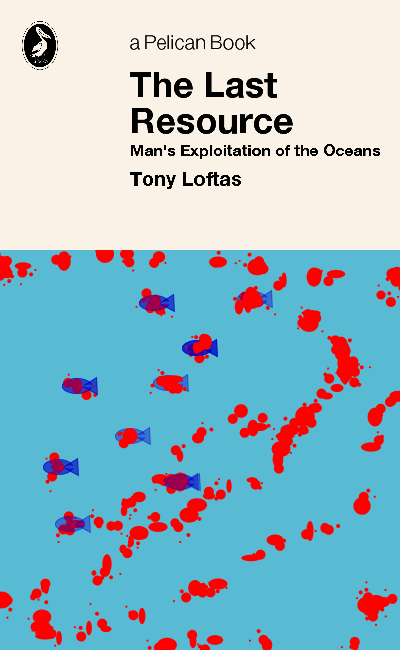 a Pelican Book
The Last
Resource
Man's Exploitation of the Oceans
Tony Loftas